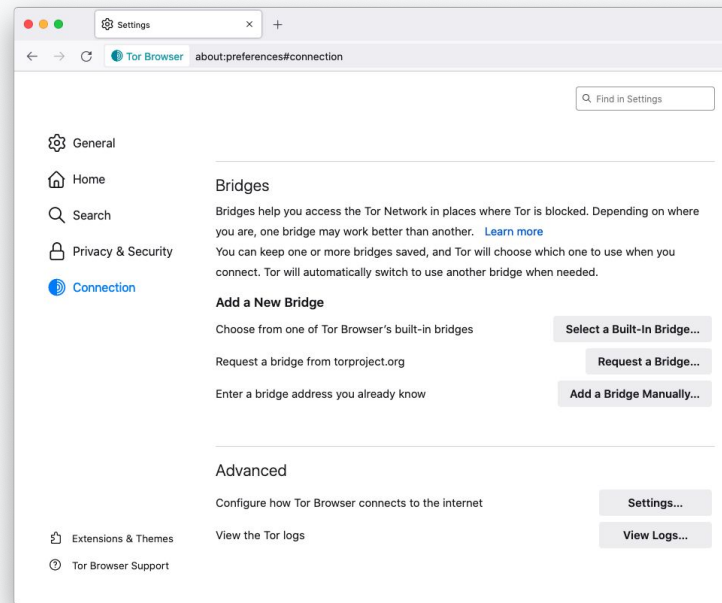 Settings
Tor Browser about:preferences#connection
Find in Settings
General
Home
Search
Privacy & Security
Connection
Bridges
Bridges help you access the Tor Network in places where Tor is blocked. Depending on where
you are, one bridge may work better than another. Learn more
You can keep one or more bridges saved, and Tor will choose which one to use when you
connect. Tor will automatically switch to use another bridge when needed.
Add a New Bridge
Choose from one of Tor Browser's built-in bridges
Select a Built-In Bridge...
Request a bridge from torproject.org
Request a Bridge...
Enter a bridge address you already know
Add a Bridge Manually...
Advanced
Configure how Tor Browser connects to the internet
Settings...
View the Tor logs
View Logs...
Extensions & Themes
Tor Browser Support